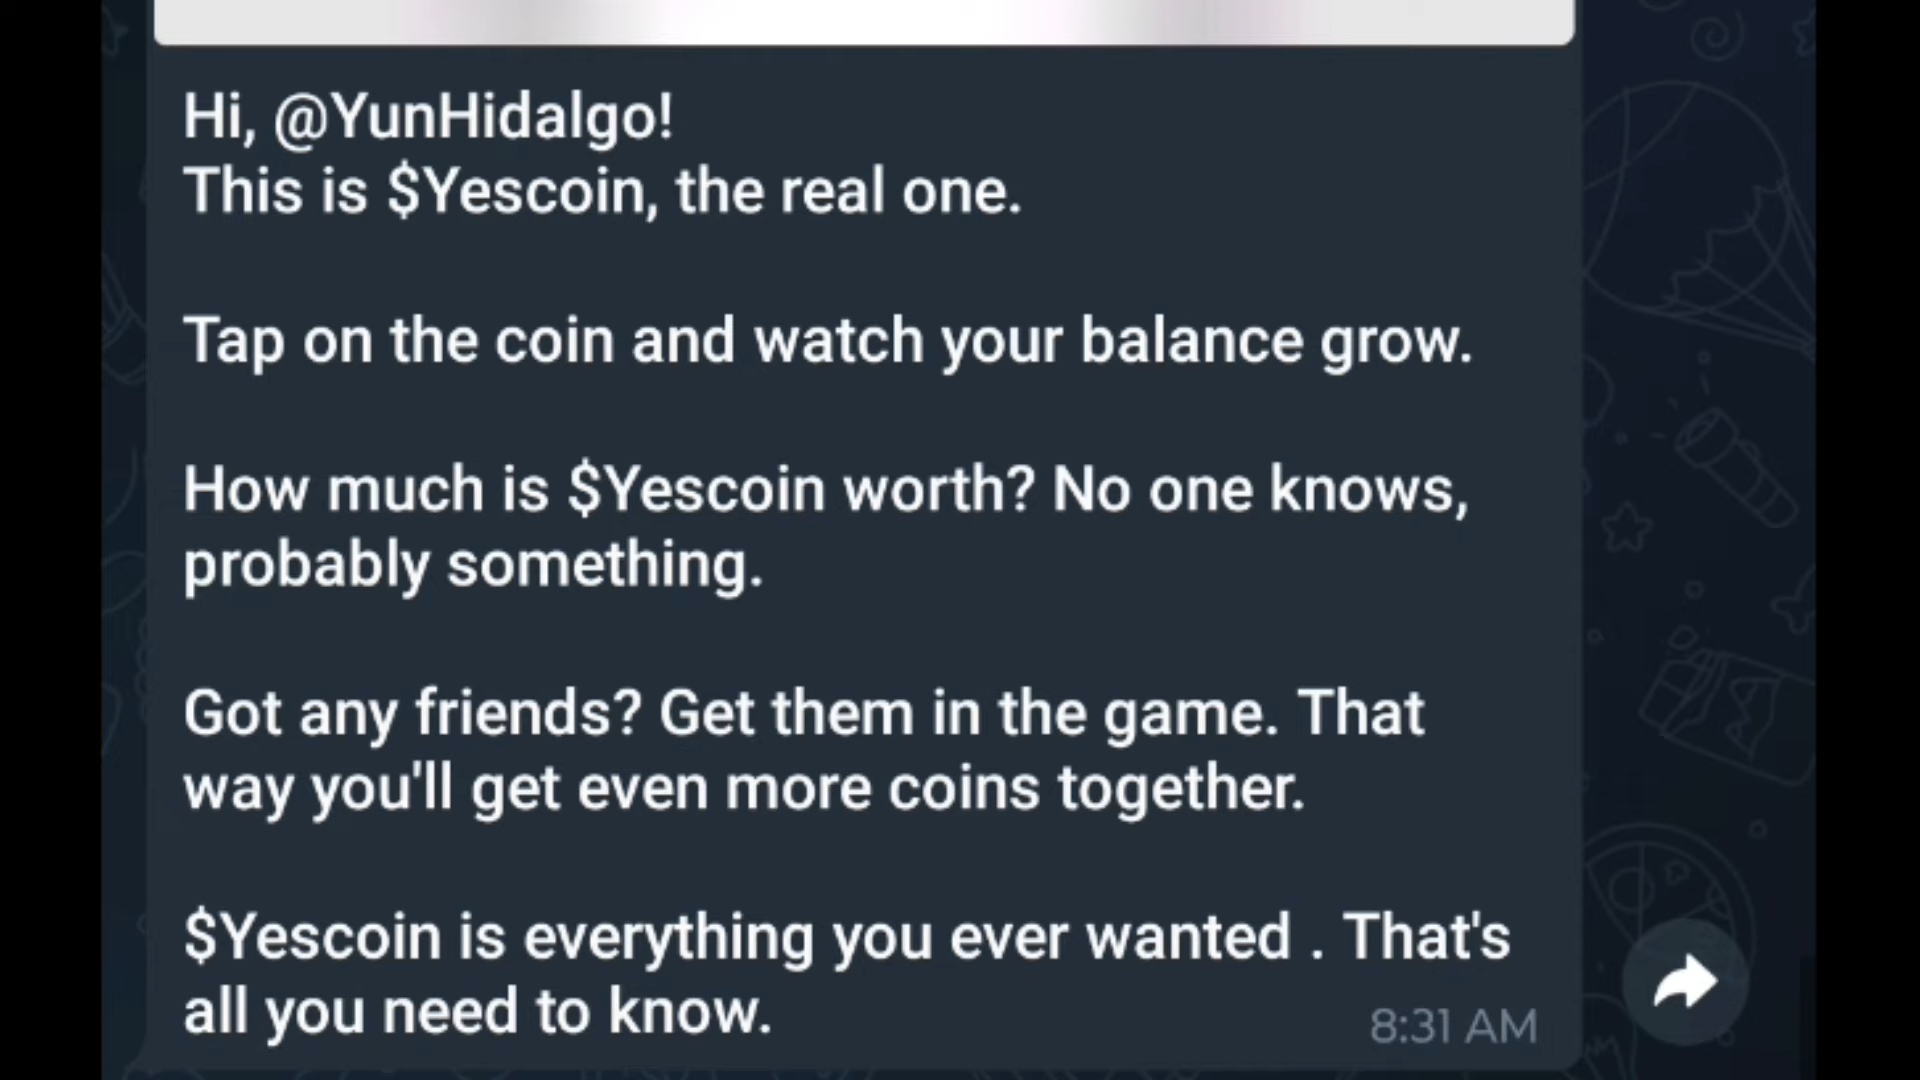 Hi, @YunHidalgo!
This is $Yescoin, the real one.
Tap on the coin and watch your balance grow.
How much is $Yescoin worth? No one knows,
probably something.
Got any friends? Get them in the game. That
way you'll get even more coins together.
$Yescoin is everything you ever wanted . That's
all you need to know.
8:31 AM